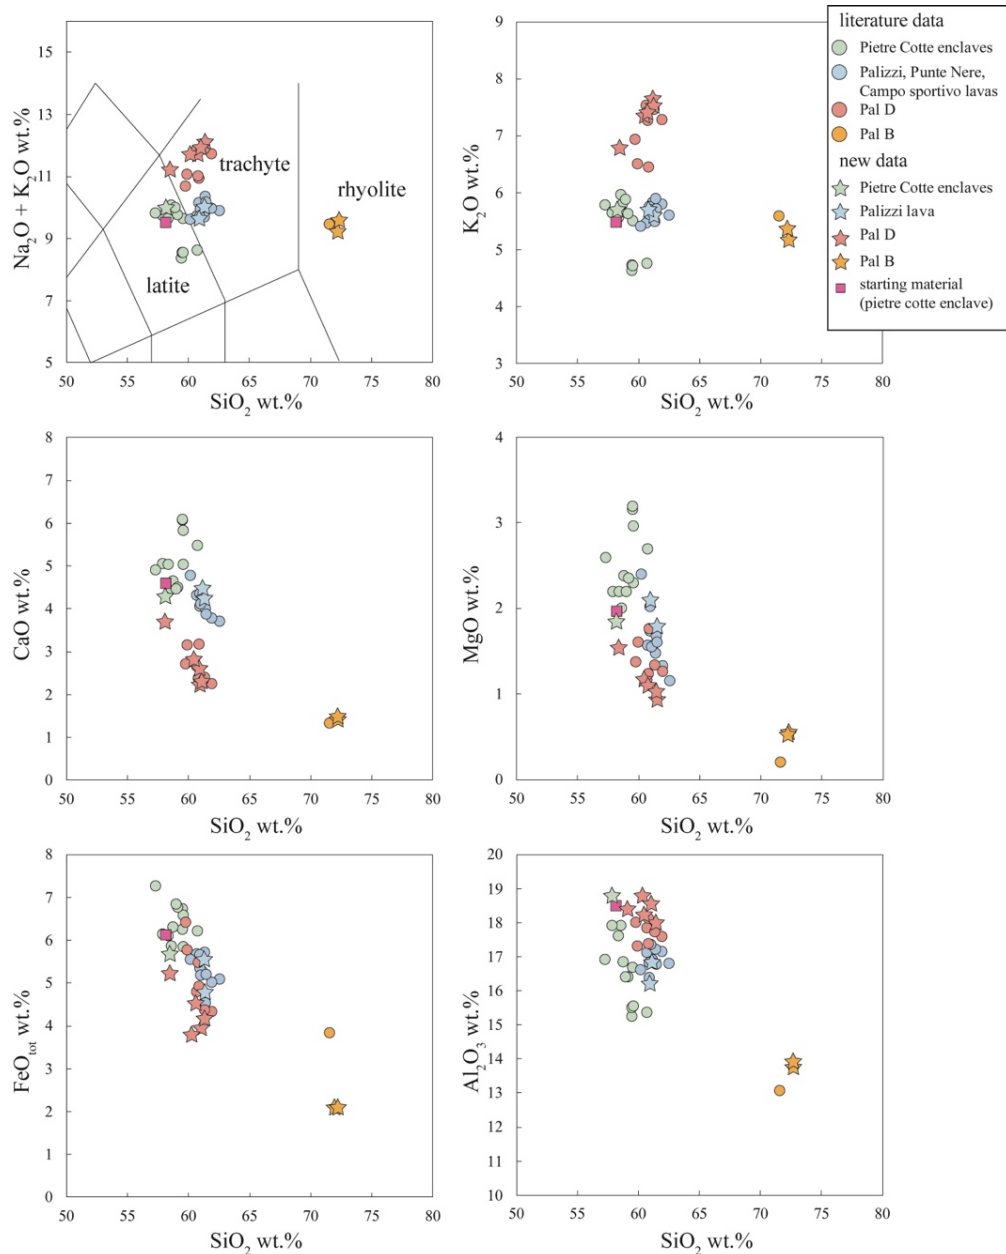 literature data
Pietre Cotte enclaves
Palizzi, Punte Nere,
Campo sportivo lavas
Pal D
Pal B
new data
Pietre Cotte enclaves
Palizzi lava
Pal D
Pal B
starting material
(pietre cotte enclave)
Na₂O + K₂O wt.%
15
13
11
9
7
5
trachyte
rhyolite
latite
50 55 60 65 70 75 80
SiO₂ wt.%
K₂O wt.%
9
8
7
6
5
4
3
50 55 60 65 70 75 80
SiO₂ wt.%
CaO wt.%
8
7
6
5
4
3
2
1
0
50 55 60 65 70 75 80
SiO₂ wt.%
MgO wt.%
4
3
2
1
0
50 55 60 65 70 75 80
SiO₂ wt.%
FeOtot wt.%
8
7
6
5
4
3
2
1
0
50 55 60 65 70 75 80
SiO₂ wt.%
Al₂O₃ wt.%
20
19
18
17
16
15
14
13
12
11
10
50 55 60 65 70 75 80
SiO₂ wt.%